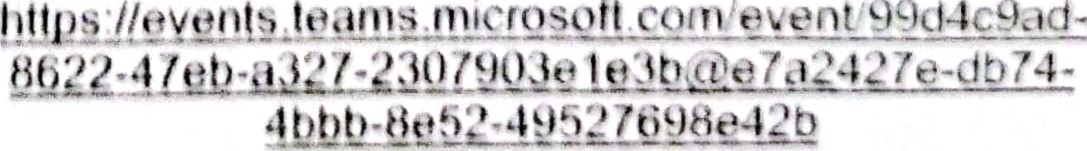 https://events.teams.microsoft.com/event/99d4c9ad-
8622-47eb-a327-2307903e1e3b@e7a2427e-db74-
4bbb-8e52-49527698e42b